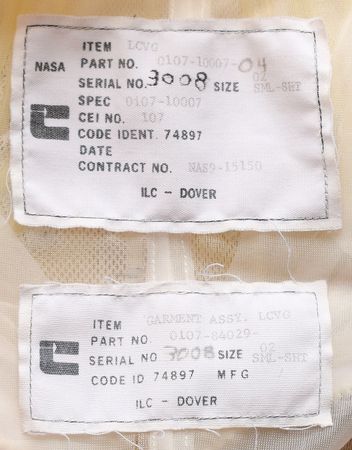 ITEM LCVG
NASA PART NO. 0107-10007-04
SERIAL NO. 3008 SIZE 02
SML-SHT
SPEC 0107-10007
CEI NO. 107
CODE IDENT. 74897
DATE
CONTRACT NO. NAS9-15150
ILC - DOVER
ITEM GARMENT ASSY. LCVG
PART NO. 0107-84029-
SERIAL NO 3008 SIZE 02
SML-SHT
CODE ID 74897 MFG
ILC - DOVER